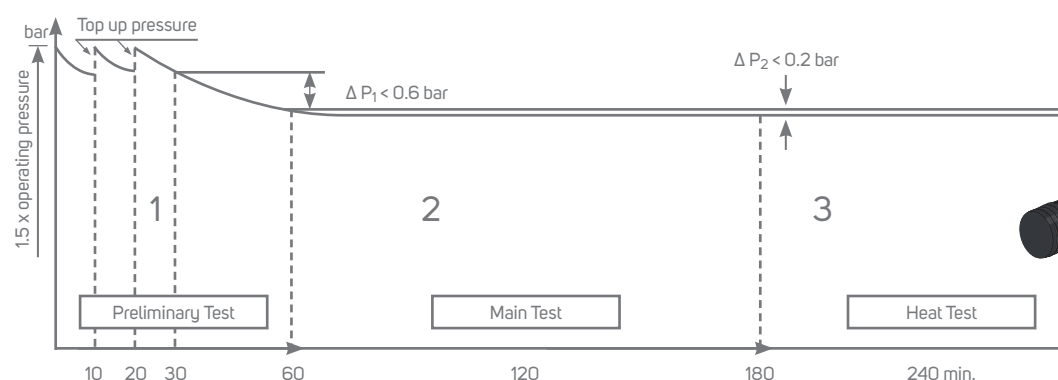 bar
Top up pressure
1.5 x operating pressure
Δ P₁ < 0.6 bar
Δ P₂ < 0.2 bar
1
2
3
Preliminary Test
Main Test
Heat Test
10
20
30
60
120
180
240 min.